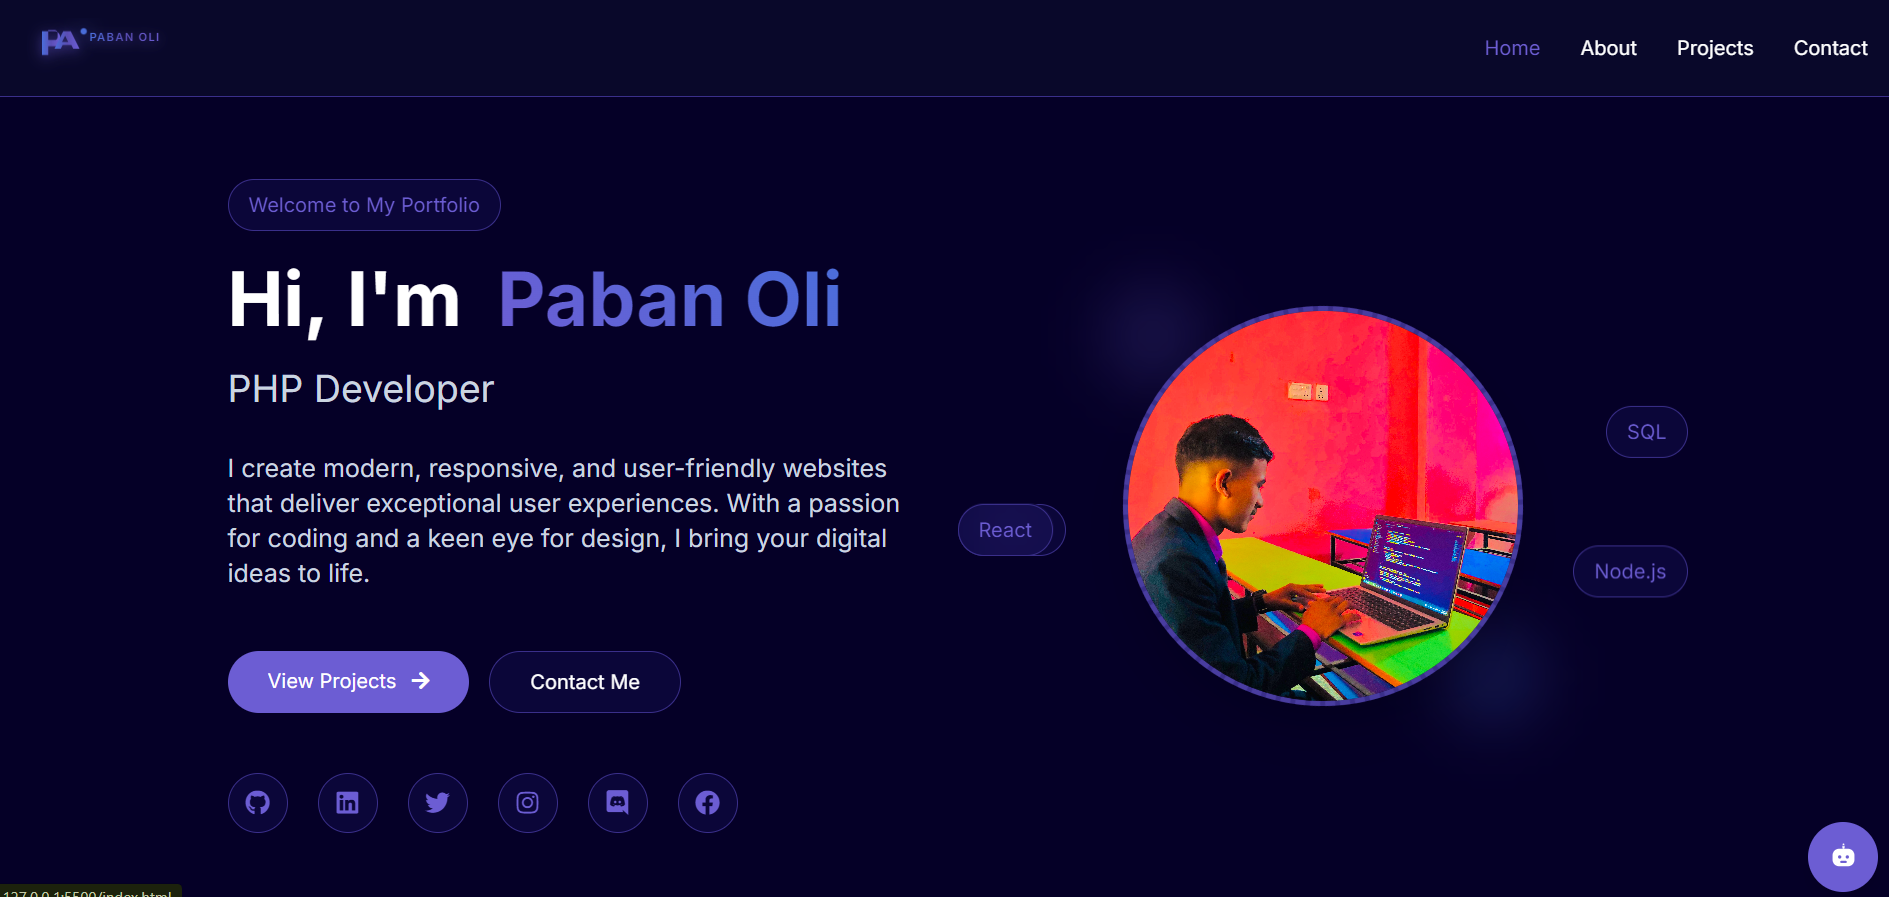 PA PABAN OLI
Home About Projects Contact
Welcome to My Portfolio
Hi, I'm Paban Oli
PHP Developer
I create modern, responsive, and user-friendly websites
that deliver exceptional user experiences. With a passion
for coding and a keen eye for design, I bring your digital
ideas to life.
View Projects
Contact Me
SQL
React
Node.js
127.0.0.1:5500/index.html